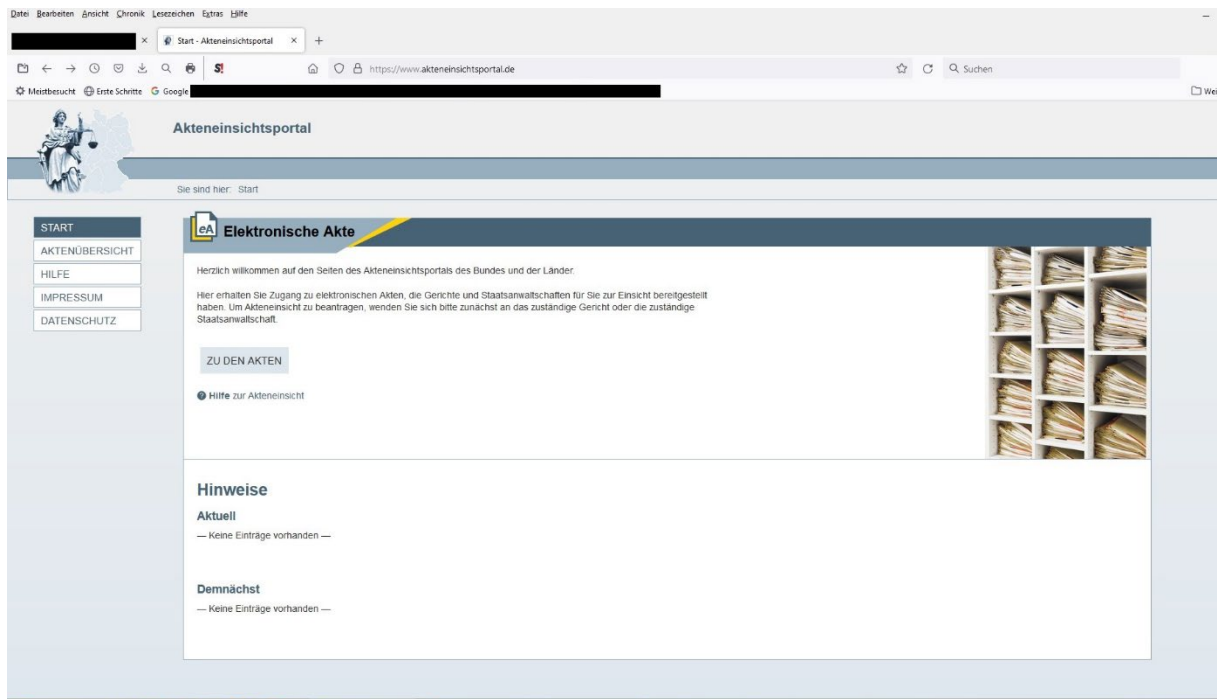 Datei Bearbeiten Ansicht Chronik Lesezeichen Extras Hilfe
Start - Akteneinsichtsportal
S!
https://www.akteneinsichtsportal.de
Suchen
Meistbesucht Erste Schritte G Google
Wei
Akteneinsichtsportal
Sie sind hier: Start
START
AKTENÜBERSICHT
HILFE
IMPRESSUM
DATENSCHUTZ
eA Elektronische Akte
Herzlich willkommen auf den Seiten des Akteneinsichtsportals des Bundes und der Länder.
Hier erhalten Sie Zugang zu elektronischen Akten, die Gerichte und Staatsanwaltschaften für Sie zur Einsicht bereitgestellt
haben. Um Akteneinsicht zu beantragen, wenden Sie sich bitte zunächst an das zuständige Gericht oder die zuständige
Staatsanwaltschaft.
ZU DEN AKTEN
? Hilfe zur Akteneinsicht
Hinweise
Aktuell
— Keine Einträge vorhanden —
Demnächst
— Keine Einträge vorhanden —